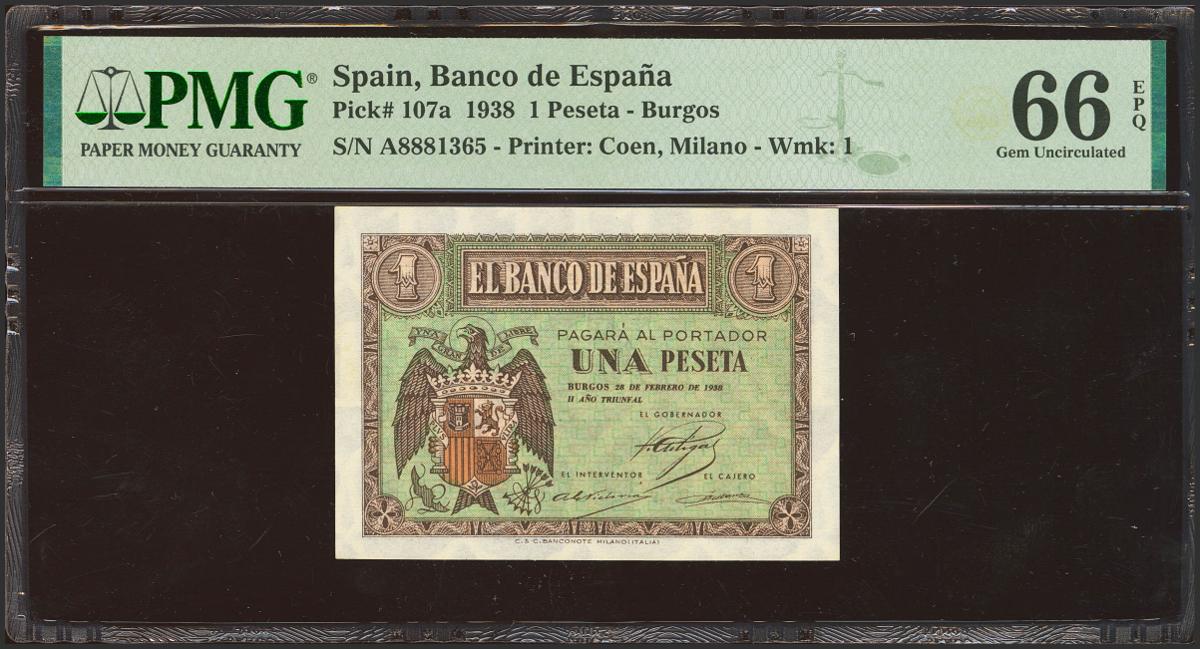 PMG®
PAPER MONEY GUARANTY
Spain, Banco de España
Pick# 107a 1938 1 Peseta - Burgos
S/N A8881365 - Printer: Coen, Milano - Wmk: 1
66 EPQ
Gem Uncirculated
1 EL BANCO DE ESPAÑA 1
VNA GRANDE LIBRE
PAGARÁ AL PORTADOR
UNA PESETA
BURGOS 28 DE FEBRERO DE 1938
II AÑO TRIUNFAL
EL GOBERNADOR
EL INTERVENTOR EL CAJERO
C. & C. BANCONOTE MILANO (ITALIA)